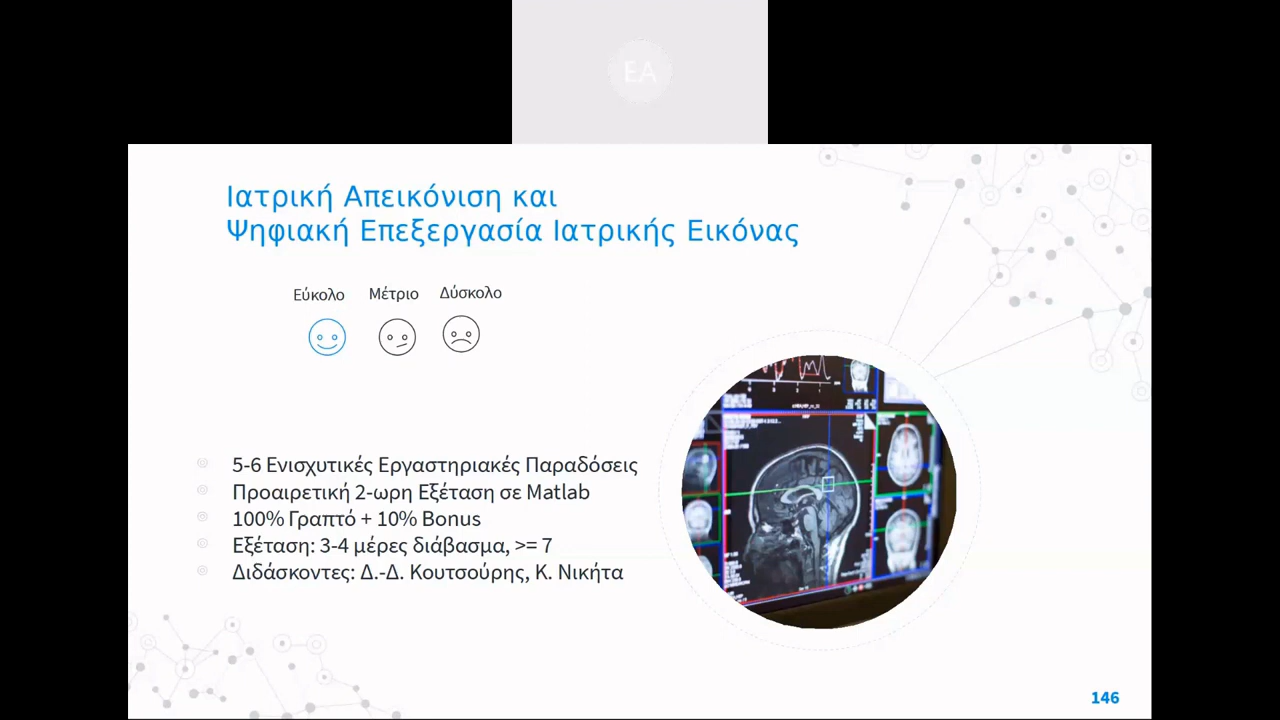 EA
Ιατρική Απεικόνιση και
Ψηφιακή Επεξεργασία Ιατρικής Εικόνας
Εύκολο Μέτριο Δύσκολο
5-6 Ενισχυτικές Εργαστηριακές Παραδόσεις
Προαιρετική 2-ωρη Εξέταση σε Matlab
100% Γραπτό + 10% Bonus
Εξέταση: 3-4 μέρες διάβασμα, >= 7
Διδάσκοντες: Δ.-Δ. Κουτσούρης, Κ. Νικήτα
146